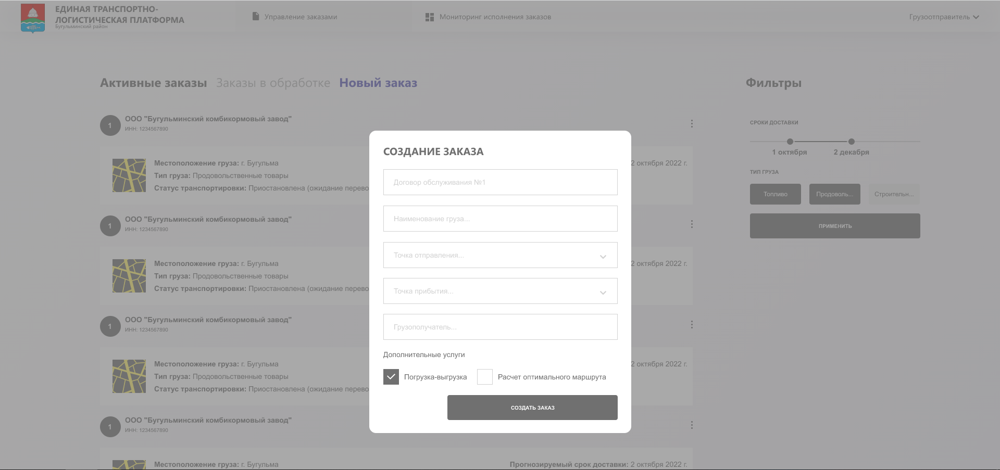 ЕДИНАЯ ТРАНСПОРТНО-
ЛОГИСТИЧЕСКАЯ ПЛАТФОРМА
Бугульминский район
Управление заказами
Мониторинг исполнения заказов
Грузоотправитель
Активные заказы Заказы в обработке Новый заказ
Фильтры
1
ООО "Бугульминский комбикормовый завод"
ИНН: 1234567890
Местоположение груза: г. Бугульма
2 октября 2022 г.
Тип груза: Продовольственные товары
Статус транспортировки: Приостановлена (ожидание перево
1
ООО "Бугульминский комбикормовый завод"
ИНН: 1234567890
Местоположение груза: г. Бугульма
2 октября 2022 г.
Тип груза: Продовольственные товары
Статус транспортировки: Приостановлена (ожидание перево
1
ООО "Бугульминский комбикормовый завод"
ИНН: 1234567890
Местоположение груза: г. Бугульма
2 октября 2022 г.
Тип груза: Продовольственные товары
Статус транспортировки: Приостановлена (ожидание перево
1
ООО "Бугульминский комбикормовый завод"
ИНН: 1234567890
Местоположение груза: г. Бугульма
Прогнозируемый срок доставки: 2 октября 2022 г.
СОЗДАНИЕ ЗАКАЗА
Договор обслуживания №1
Наименование груза...
Точка отправления...
Точка прибытия...
Грузополучатель...
Дополнительные услуги
Погрузка-выгрузка
Расчет оптимального маршрута
СОЗДАТЬ ЗАКАЗ
СРОКИ ДОСТАВКИ
1 октября
2 декабря
ТИП ГРУЗА
Топливо
Продоволь...
Строительн...
ПРИМЕНИТЬ